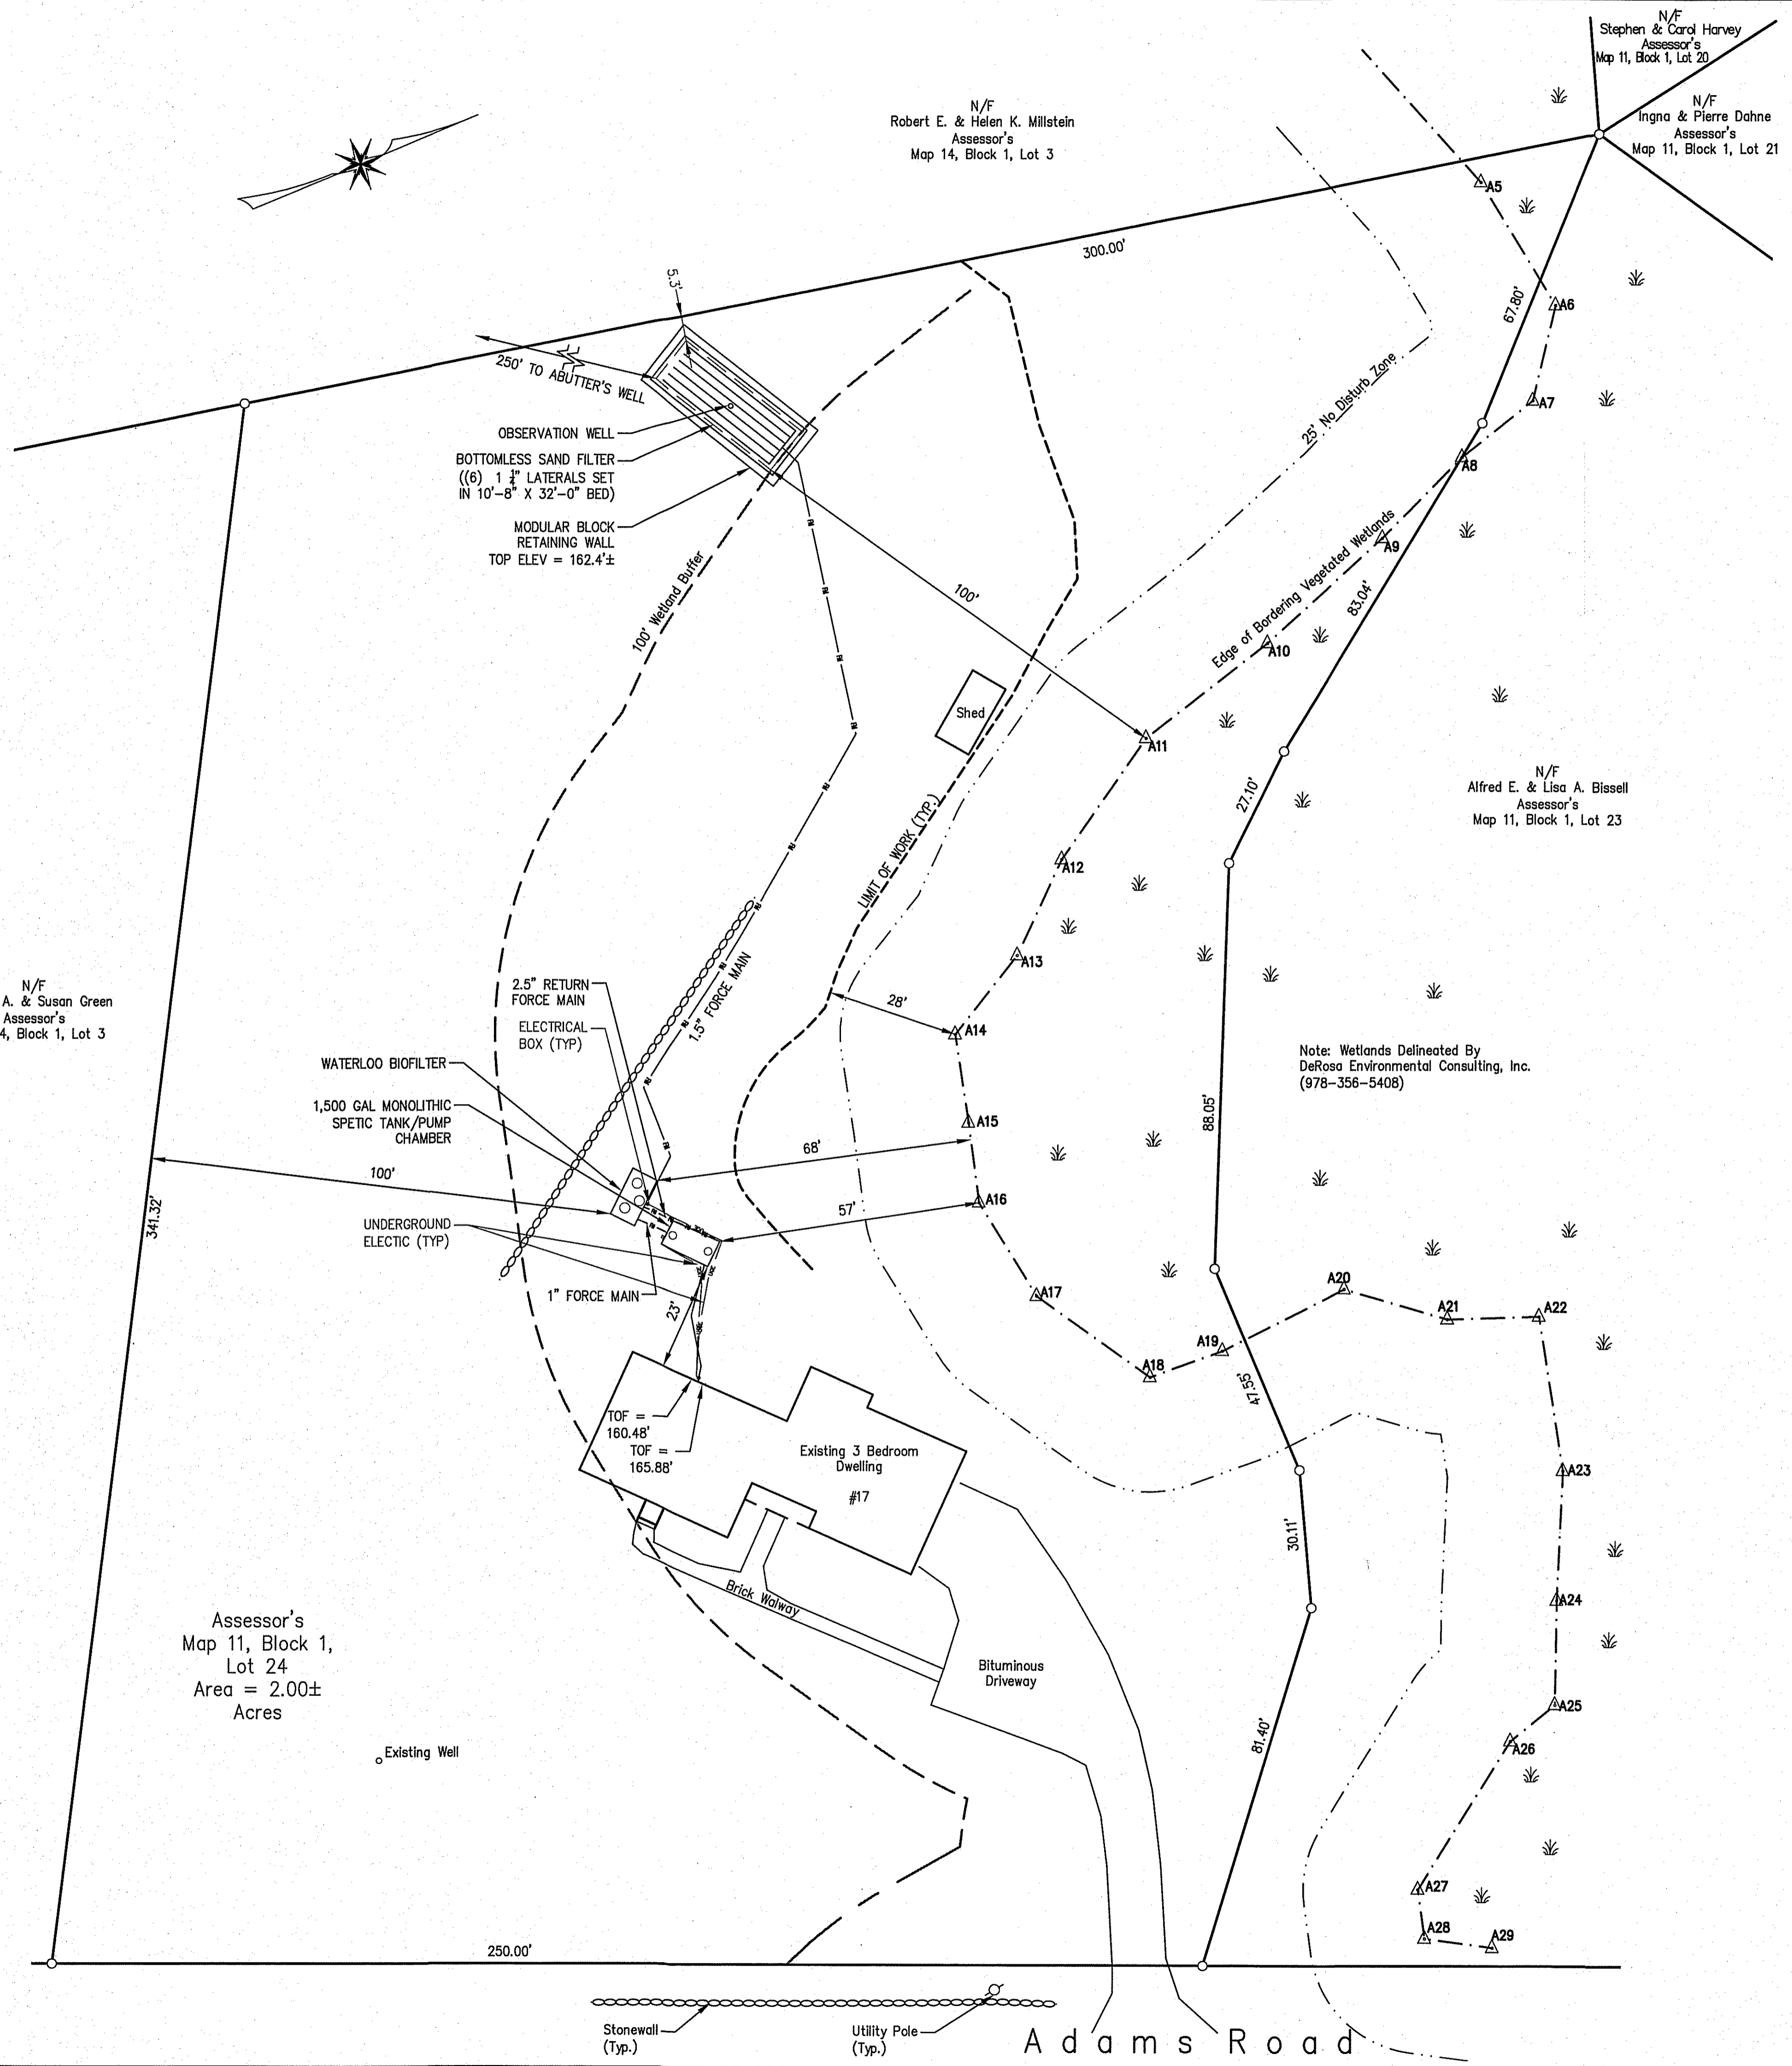 N/F
Stephen & Carol Harvey
Assessor's
Map 11, Block 1, Lot 20
N/F
Ingna & Pierre Dahne
Assessor's
Map 11, Block 1, Lot 21
N/F
Robert E. & Helen K. Millstein
Assessor's
Map 14, Block 1, Lot 3
A5
300.00'
5.3'
67.80'
A6
250' TO ABUTTER'S WELL
25' No Disturb Zone
A7
OBSERVATION WELL
BOTTOMLESS SAND FILTER
((6) 1 1/4" LATERALS SET
IN 10'-8" X 32'-0" BED)
A8
MODULAR BLOCK
RETAINING WALL
TOP ELEV = 162.4'±
100' Wetland Buffer
100'
Edge of Bordering Vegetated Wetlands
A9
83.04'
A10
Shed
A11
N/F
Alfred E. & Lisa A. Bissell
Assessor's
Map 11, Block 1, Lot 23
27.10'
LIMIT OF WORK (TYP.)
A12
A13
N/F
A. & Susan Green
Assessor's
4, Block 1, Lot 3
2.5" RETURN
FORCE MAIN
1.5" FORCE MAIN
28'
ELECTRICAL
BOX (TYP)
A14
WATERLOO BIOFILTER
Note: Wetlands Delineated By
DeRosa Environmental Consulting, Inc.
(978-356-5408)
1,500 GAL MONOLITHIC
SPETIC TANK/PUMP
CHAMBER
88.05'
A15
68'
100'
341.32'
A16
57'
UNDERGROUND
ELECTIC (TYP)
1" FORCE MAIN
23'
A17
A20
A21
A22
A19
A18
47.55'
TOF =
160.48'
TOF =
165.88'
Existing 3 Bedroom
Dwelling
#17
A23
30.11'
Brick Walway
A24
Assessor's
Map 11, Block 1,
Lot 24
Area = 2.00±
Acres
Bituminous
Driveway
A25
81.40'
A26
Existing Well
A27
A28
A29
250.00'
Stonewall
(Typ.)
Utility Pole
(Typ.)
Adams Road